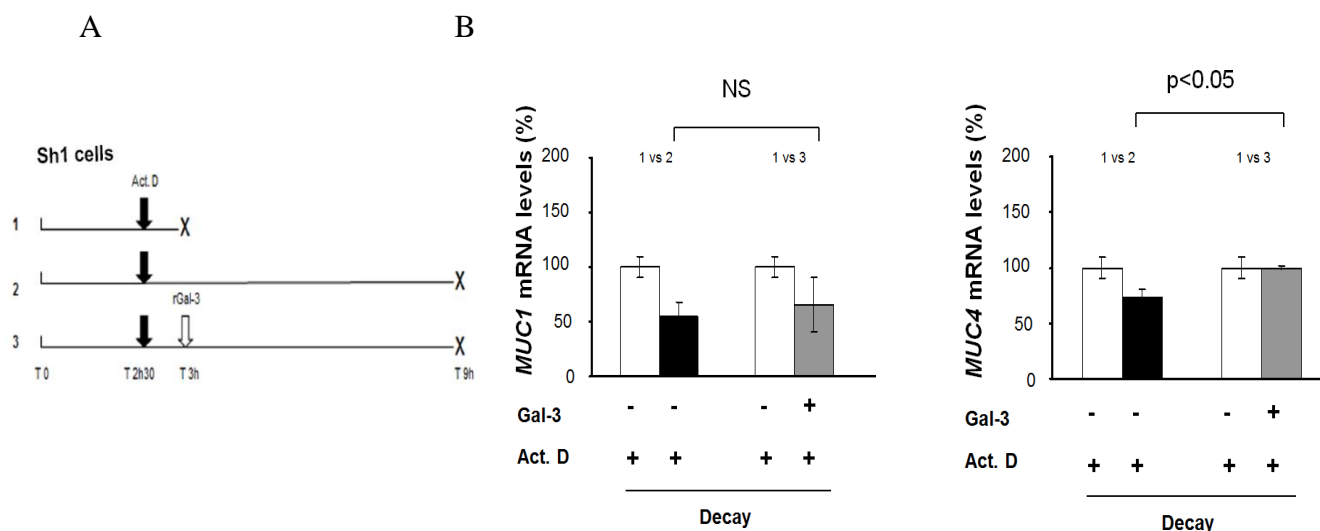 A
B
Sh1 cells
Act. D
1
X
2
X
rGal-3
3
X
T 0
T 2h30
T 3h
T 9h
NS
MUC1 mRNA levels (%)
200
150
100
50
0
1 vs 2
1 vs 3
Gal-3
- - - +
Act. D
+ + + +
Decay
p<0.05
MUC4 mRNA levels (%)
200
150
100
50
0
1 vs 2
1 vs 3
Gal-3
- - - +
Act. D
+ + + +
Decay